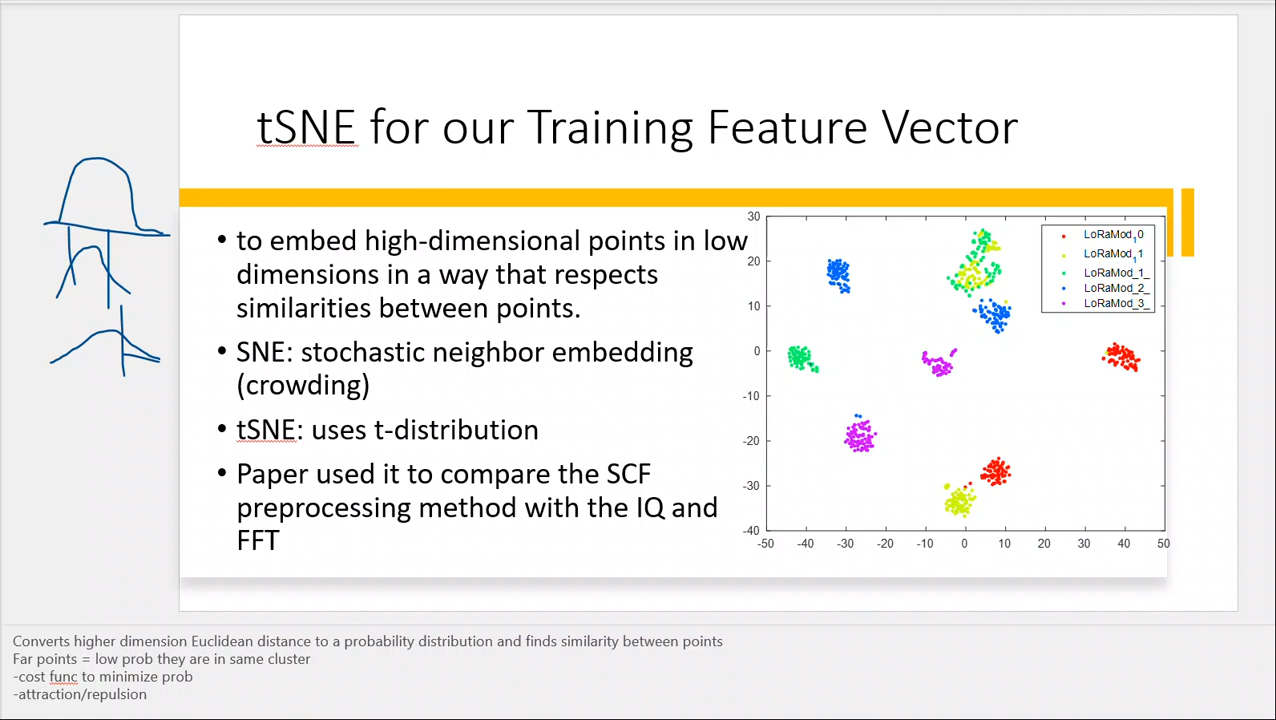 tSNE for our Training Feature Vector
• to embed high-dimensional points in low
dimensions in a way that respects
similarities between points.
• SNE: stochastic neighbor embedding
(crowding)
• tSNE: uses t-distribution
• Paper used it to compare the SCF
preprocessing method with the IQ and
FFT
30
20
10
0
-10
-20
-30
-40
-50 -40 -30 -20 -10 0 10 20 30 40 50
LoRaMod₁0
LoRaMod₁1
LoRaMod_1_
LoRaMod_2_
LoRaMod_3_
Converts higher dimension Euclidean distance to a probability distribution and finds similarity between points
Far points = low prob they are in same cluster
-cost func to minimize prob
-attraction/repulsion